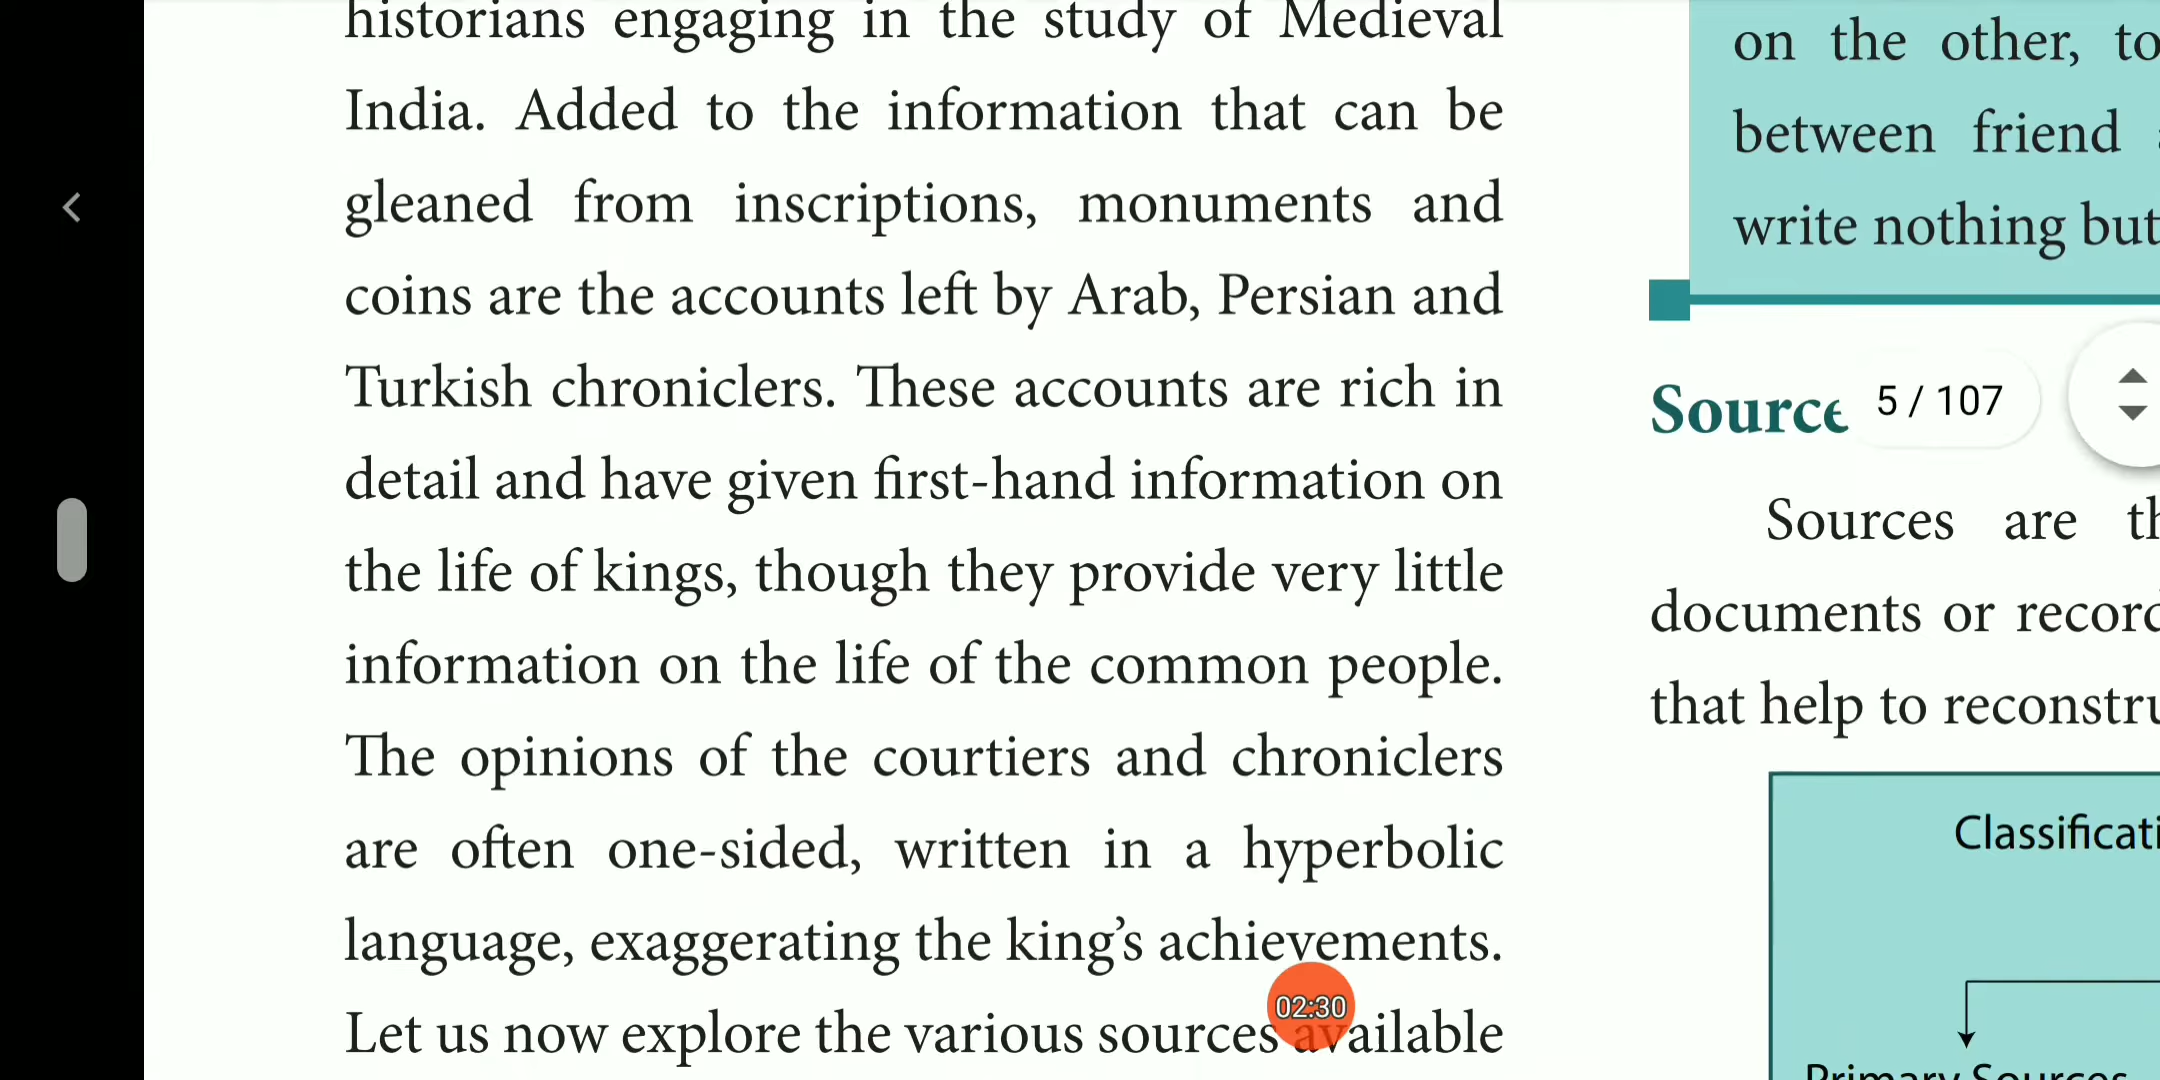 historians engaging in the study of Medieval
India. Added to the information that can be
gleaned from inscriptions, monuments and
coins are the accounts left by Arab, Persian and
Turkish chroniclers. These accounts are rich in
detail and have given first-hand information on
the life of kings, though they provide very little
information on the life of the common people.
The opinions of the courtiers and chroniclers
are often one-sided, written in a hyperbolic
language, exaggerating the king's achievements.
Let us now explore the various sources available
02:30
on the other, to
between friend
write nothing but
Source
5 / 107
Sources are th
documents or record
that help to reconstru
Classificati
Primary Sources